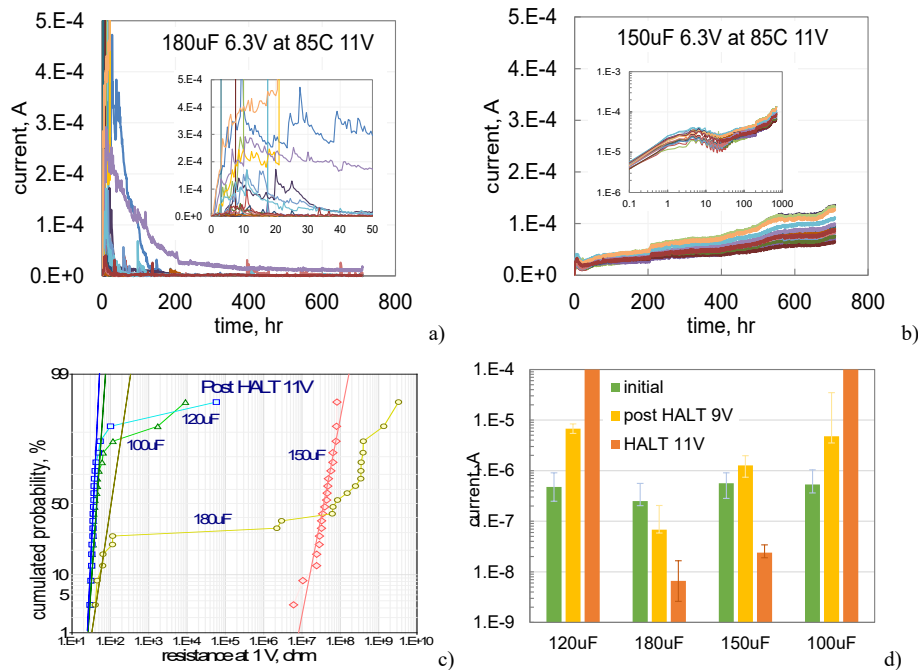 180uF 6.3V at 85C 11V
current, A
5.E-4
4.E-4
3.E-4
2.E-4
1.E-4
0.E+0
0 200 400 600 800
time, hr
5.E-4
4.E-4
3.E-4
2.E-4
1.E-4
0.E+0
0 10 20 30 40 50
a)
150uF 6.3V at 85C 11V
current, A
5.E-4
4.E-4
3.E-4
2.E-4
1.E-4
0.E+0
0 200 400 600 800
time, hr
1.E-3
1.E-4
1.E-5
1.E-6
0.1 1 10 100 1000
b)
Post HALT 11V
cumulated probability, %
99
50
10
5
1
120uF
100uF
150uF
180uF
1.E+1 1.E+2 1.E+3 1.E+4 1.E+5 1.E+6 1.E+7 1.E+8 1.E+9 1.E+10
resistance at 1 V, ohm
c)
current, A
1.E-4
1.E-5
1.E-6
1.E-7
1.E-8
1.E-9
initial
post HALT 9V
HALT 11V
120uF 180uF 150uF 100uF
d)